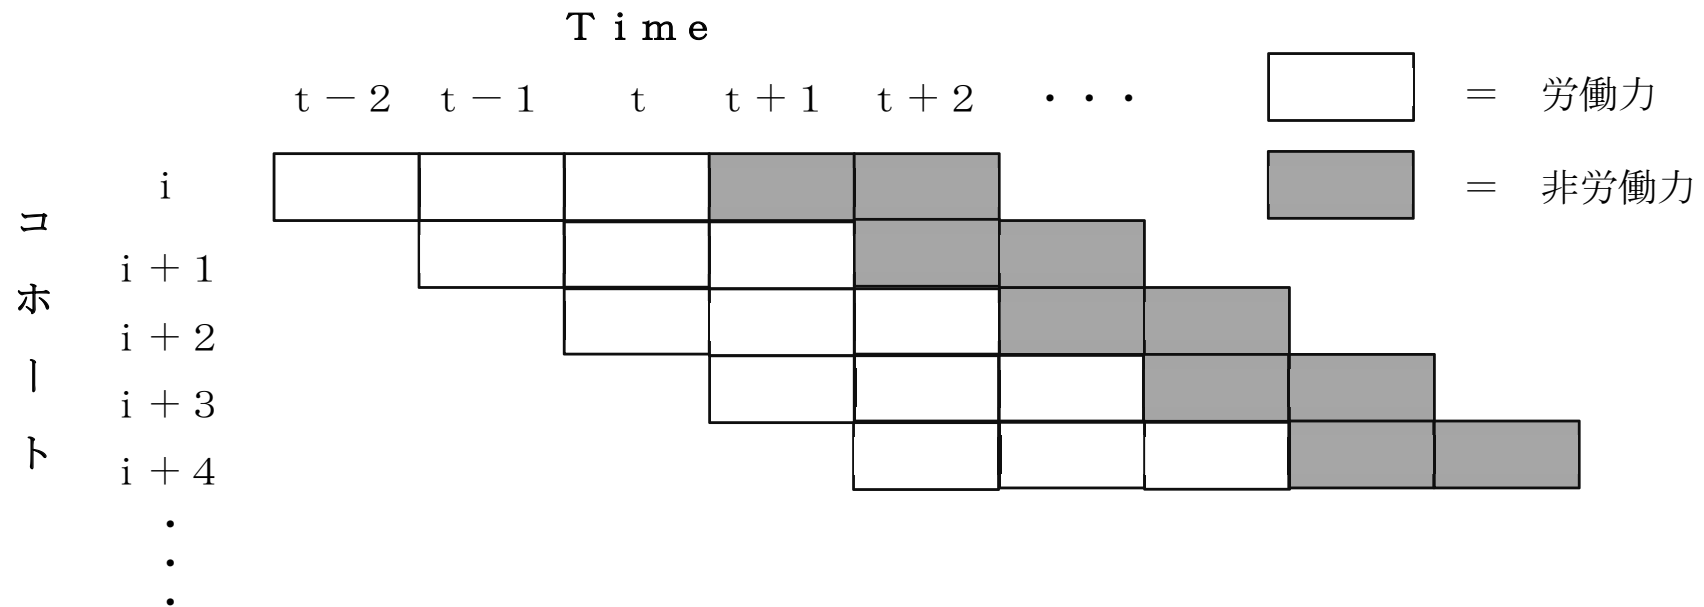 Ｔｉｍｅ
ｔ－２　ｔ－１　ｔ　ｔ＋１　ｔ＋２　・・・
＝　労働力
＝　非労働力
コホート
ｉ
ｉ＋１
ｉ＋２
ｉ＋３
ｉ＋４
・
・
・